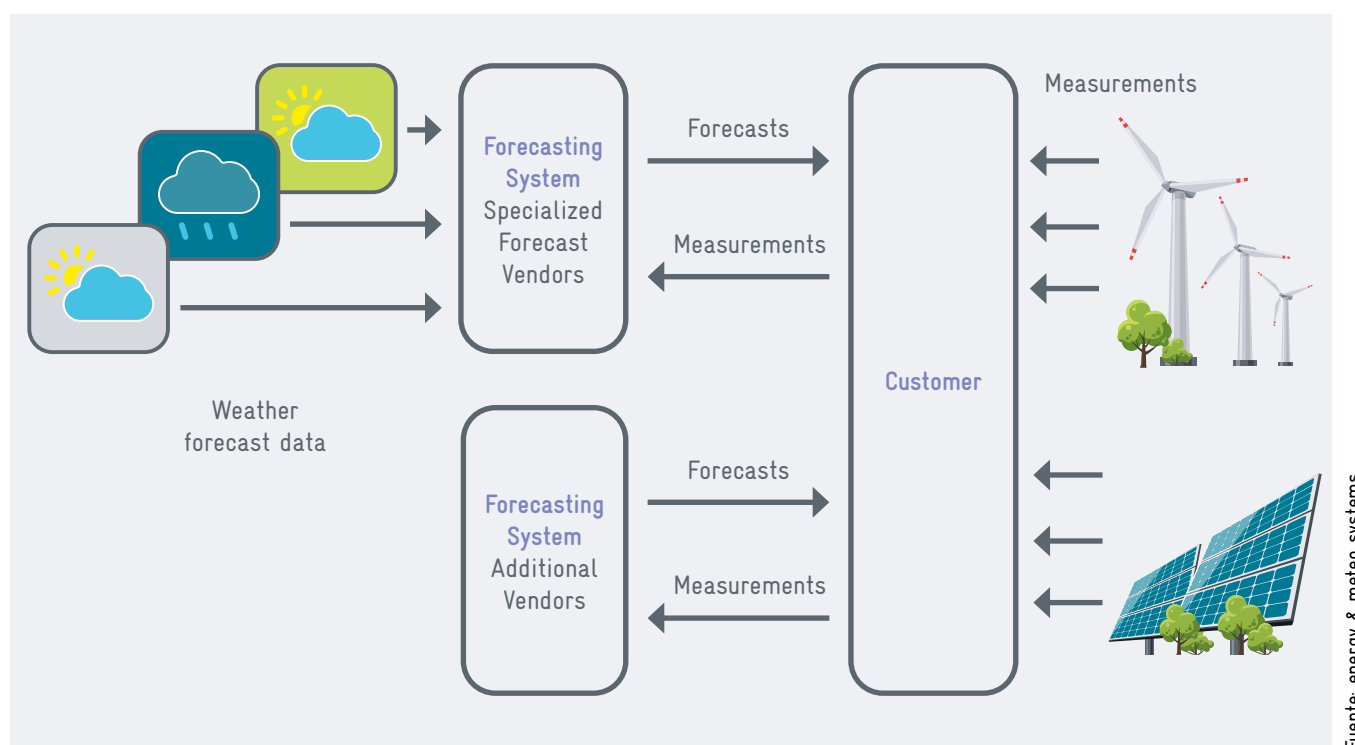 Measurements
Forecasting
System
Specialized
Forecast
Vendors
Forecasts
Measurements
Customer
Weather
forecast data
Forecasting
System
Additional
Vendors
Forecasts
Measurements
Fuente: energy & meteo systems